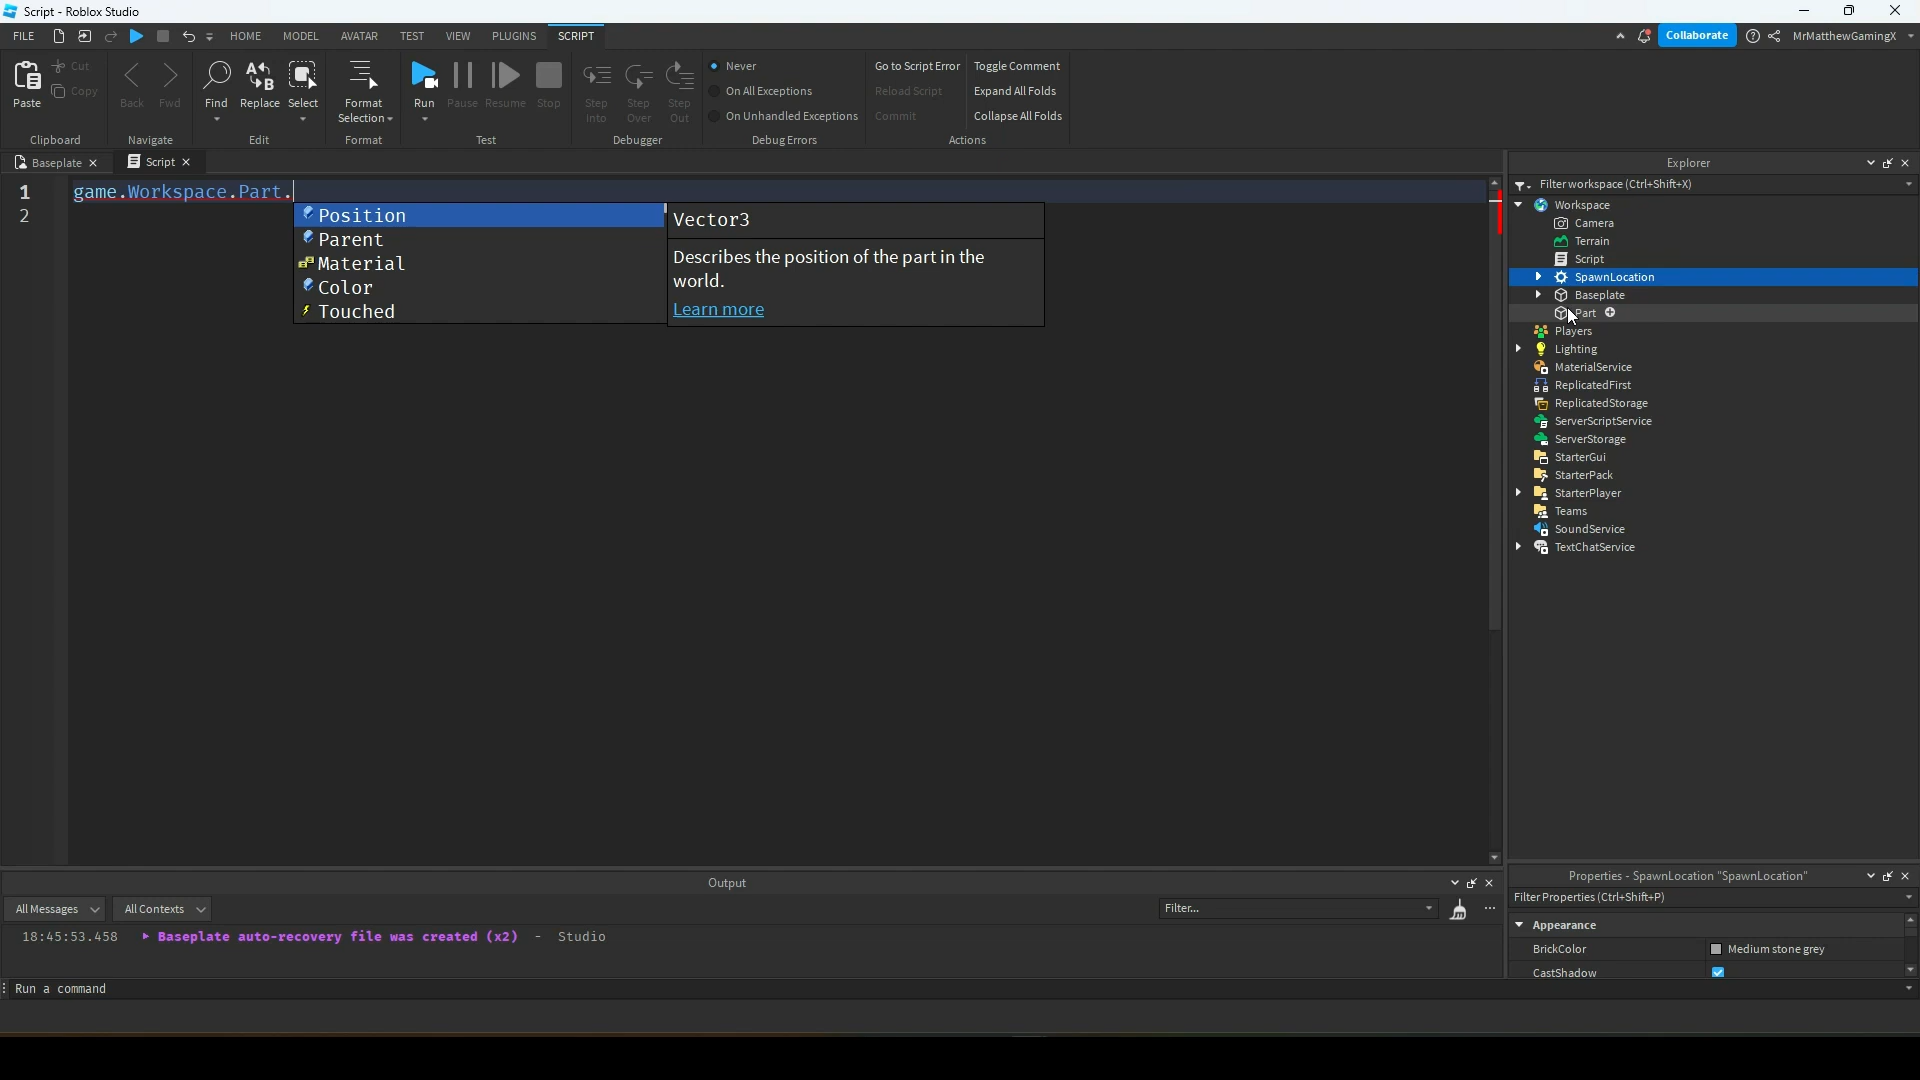 Script - Roblox Studio
FILE HOME MODEL AVATAR TEST VIEW PLUGINS SCRIPT Collaborate MrMatthewGamingX
Paste Cut Copy
Back Fwd
Find Replace Select
Format Selection
Run Pause Resume Stop
Step Into Step Over Step Out
Never
On All Exceptions
On Unhandled Exceptions
Go to Script Error Toggle Comment
Reload Script Expand All Folds
Commit Collapse All Folds
Clipboard Navigate Edit Format Test Debugger Debug Errors Actions
Baseplate Script
1 game.Workspace.Part.
2
Position
Parent
Material
Color
Touched
Vector3
Describes the position of the part in the
world.
Learn more
Explorer
Filter workspace (Ctrl+Shift+X)
Workspace
Camera
Terrain
Script
SpawnLocation
Baseplate
Part
Players
Lighting
MaterialService
ReplicatedFirst
ReplicatedStorage
ServerScriptService
ServerStorage
StarterGui
StarterPack
StarterPlayer
Teams
SoundService
TextChatService
Output
All Messages All Contexts Filter...
18:45:53.458 Baseplate auto-recovery file was created (x2) - Studio
Run a command
Properties - SpawnLocation "SpawnLocation"
Filter Properties (Ctrl+Shift+P)
Appearance
BrickColor Medium stone grey
CastShadow